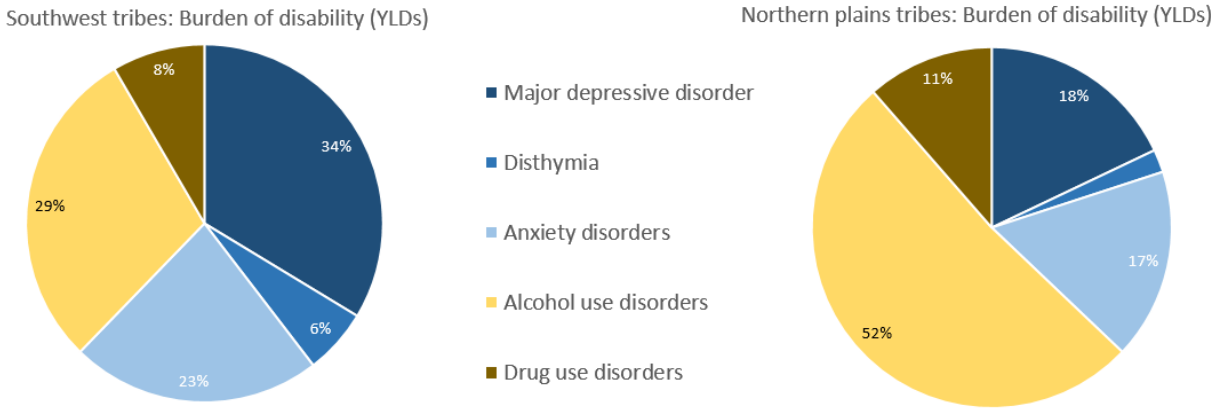 Southwest tribes: Burden of disability (YLDs)
8%
34%
29%
6%
23%
Major depressive disorder
Disthymia
Anxiety disorders
Alcohol use disorders
Drug use disorders
Northern plains tribes: Burden of disability (YLDs)
11%
18%
17%
52%